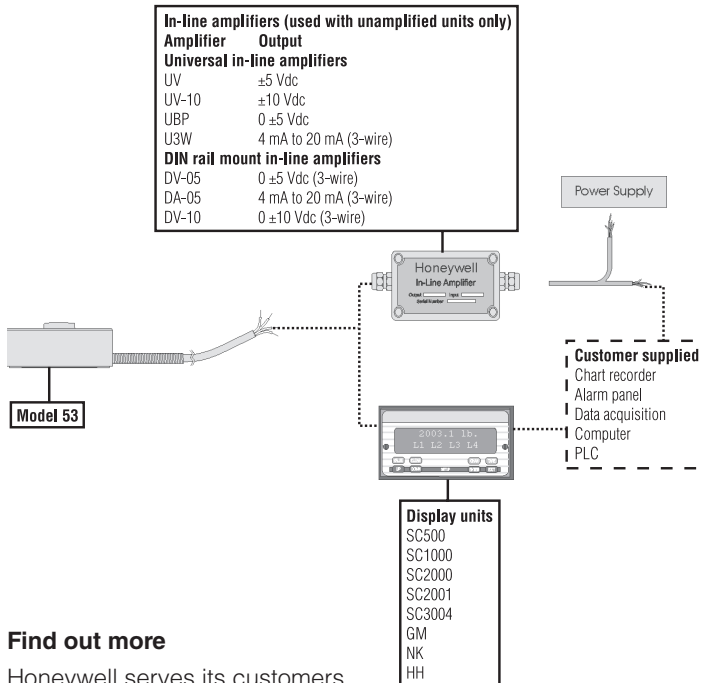 In-line amplifiers (used with unamplified units only)
Amplifier Output
Universal in-line amplifiers
UV ±5 Vdc
UV-10 ±10 Vdc
UBP 0 ±5 Vdc
U3W 4 mA to 20 mA (3-wire)
DIN rail mount in-line amplifiers
DV-05 0 ±5 Vdc (3-wire)
DA-05 4 mA to 20 mA (3-wire)
DV-10 0 ±10 Vdc (3-wire)
Power Supply
Honeywell
In-Line Amplifier
Output Input
Serial Number
Model 53
Customer supplied
Chart recorder
Alarm panel
Data acquisition
Computer
PLC
2003.1 lb.
L1 L2 L3 L4
Display units
SC500
SC1000
SC2000
SC2001
SC3004
GM
NK
HH
Find out more
Honeywell serves its customers